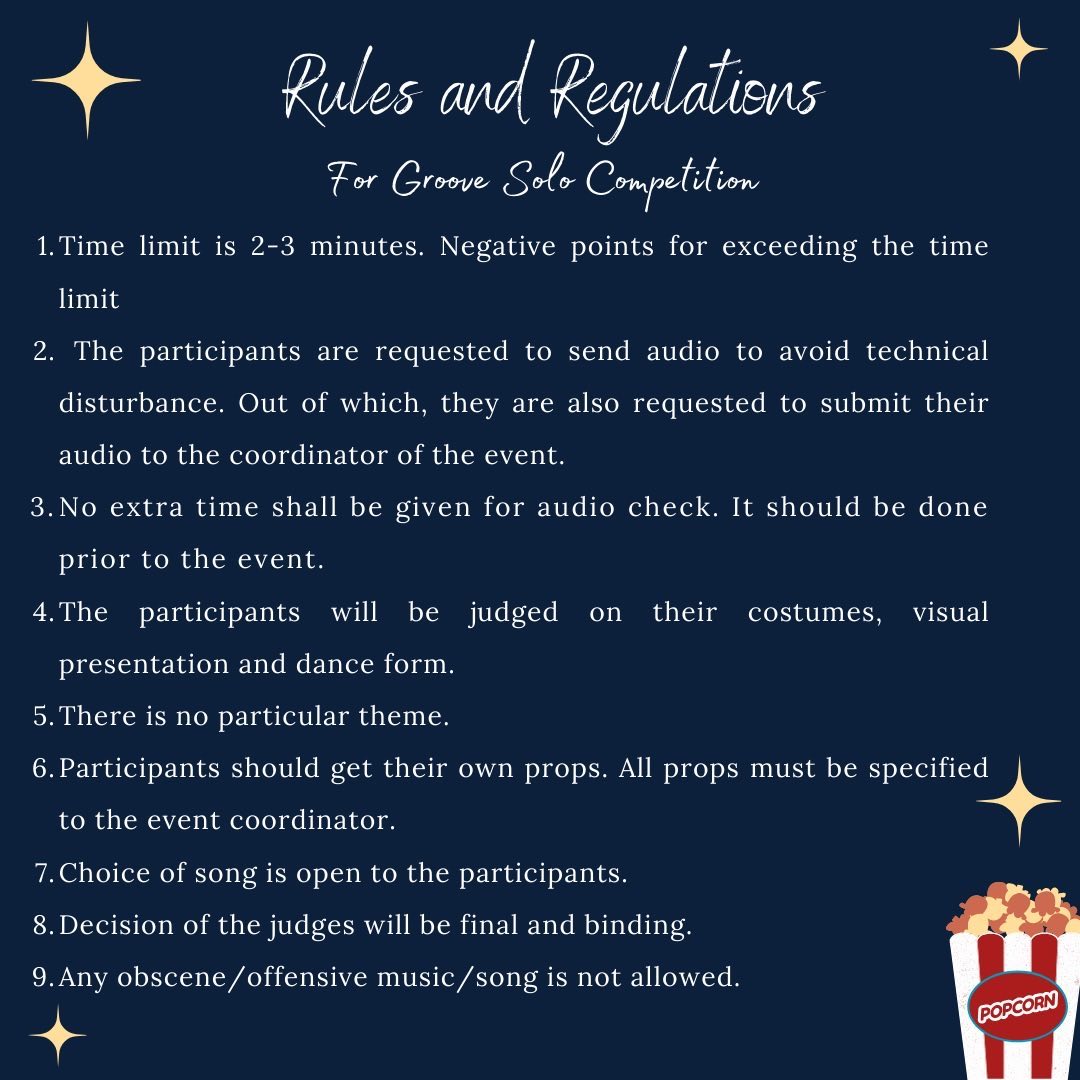 Rules and Regulations
For Groove Solo Competition
1. Time limit is 2-3 minutes. Negative points for exceeding the time
limit
2. The participants are requested to send audio to avoid technical
disturbance. Out of which, they are also requested to submit their
audio to the coordinator of the event.
3. No extra time shall be given for audio check. It should be done
prior to the event.
4. The participants will be judged on their costumes, visual
presentation and dance form.
5. There is no particular theme.
6. Participants should get their own props. All props must be specified
to the event coordinator.
7. Choice of song is open to the participants.
8. Decision of the judges will be final and binding.
9. Any obscene/offensive music/song is not allowed.
POPCORN